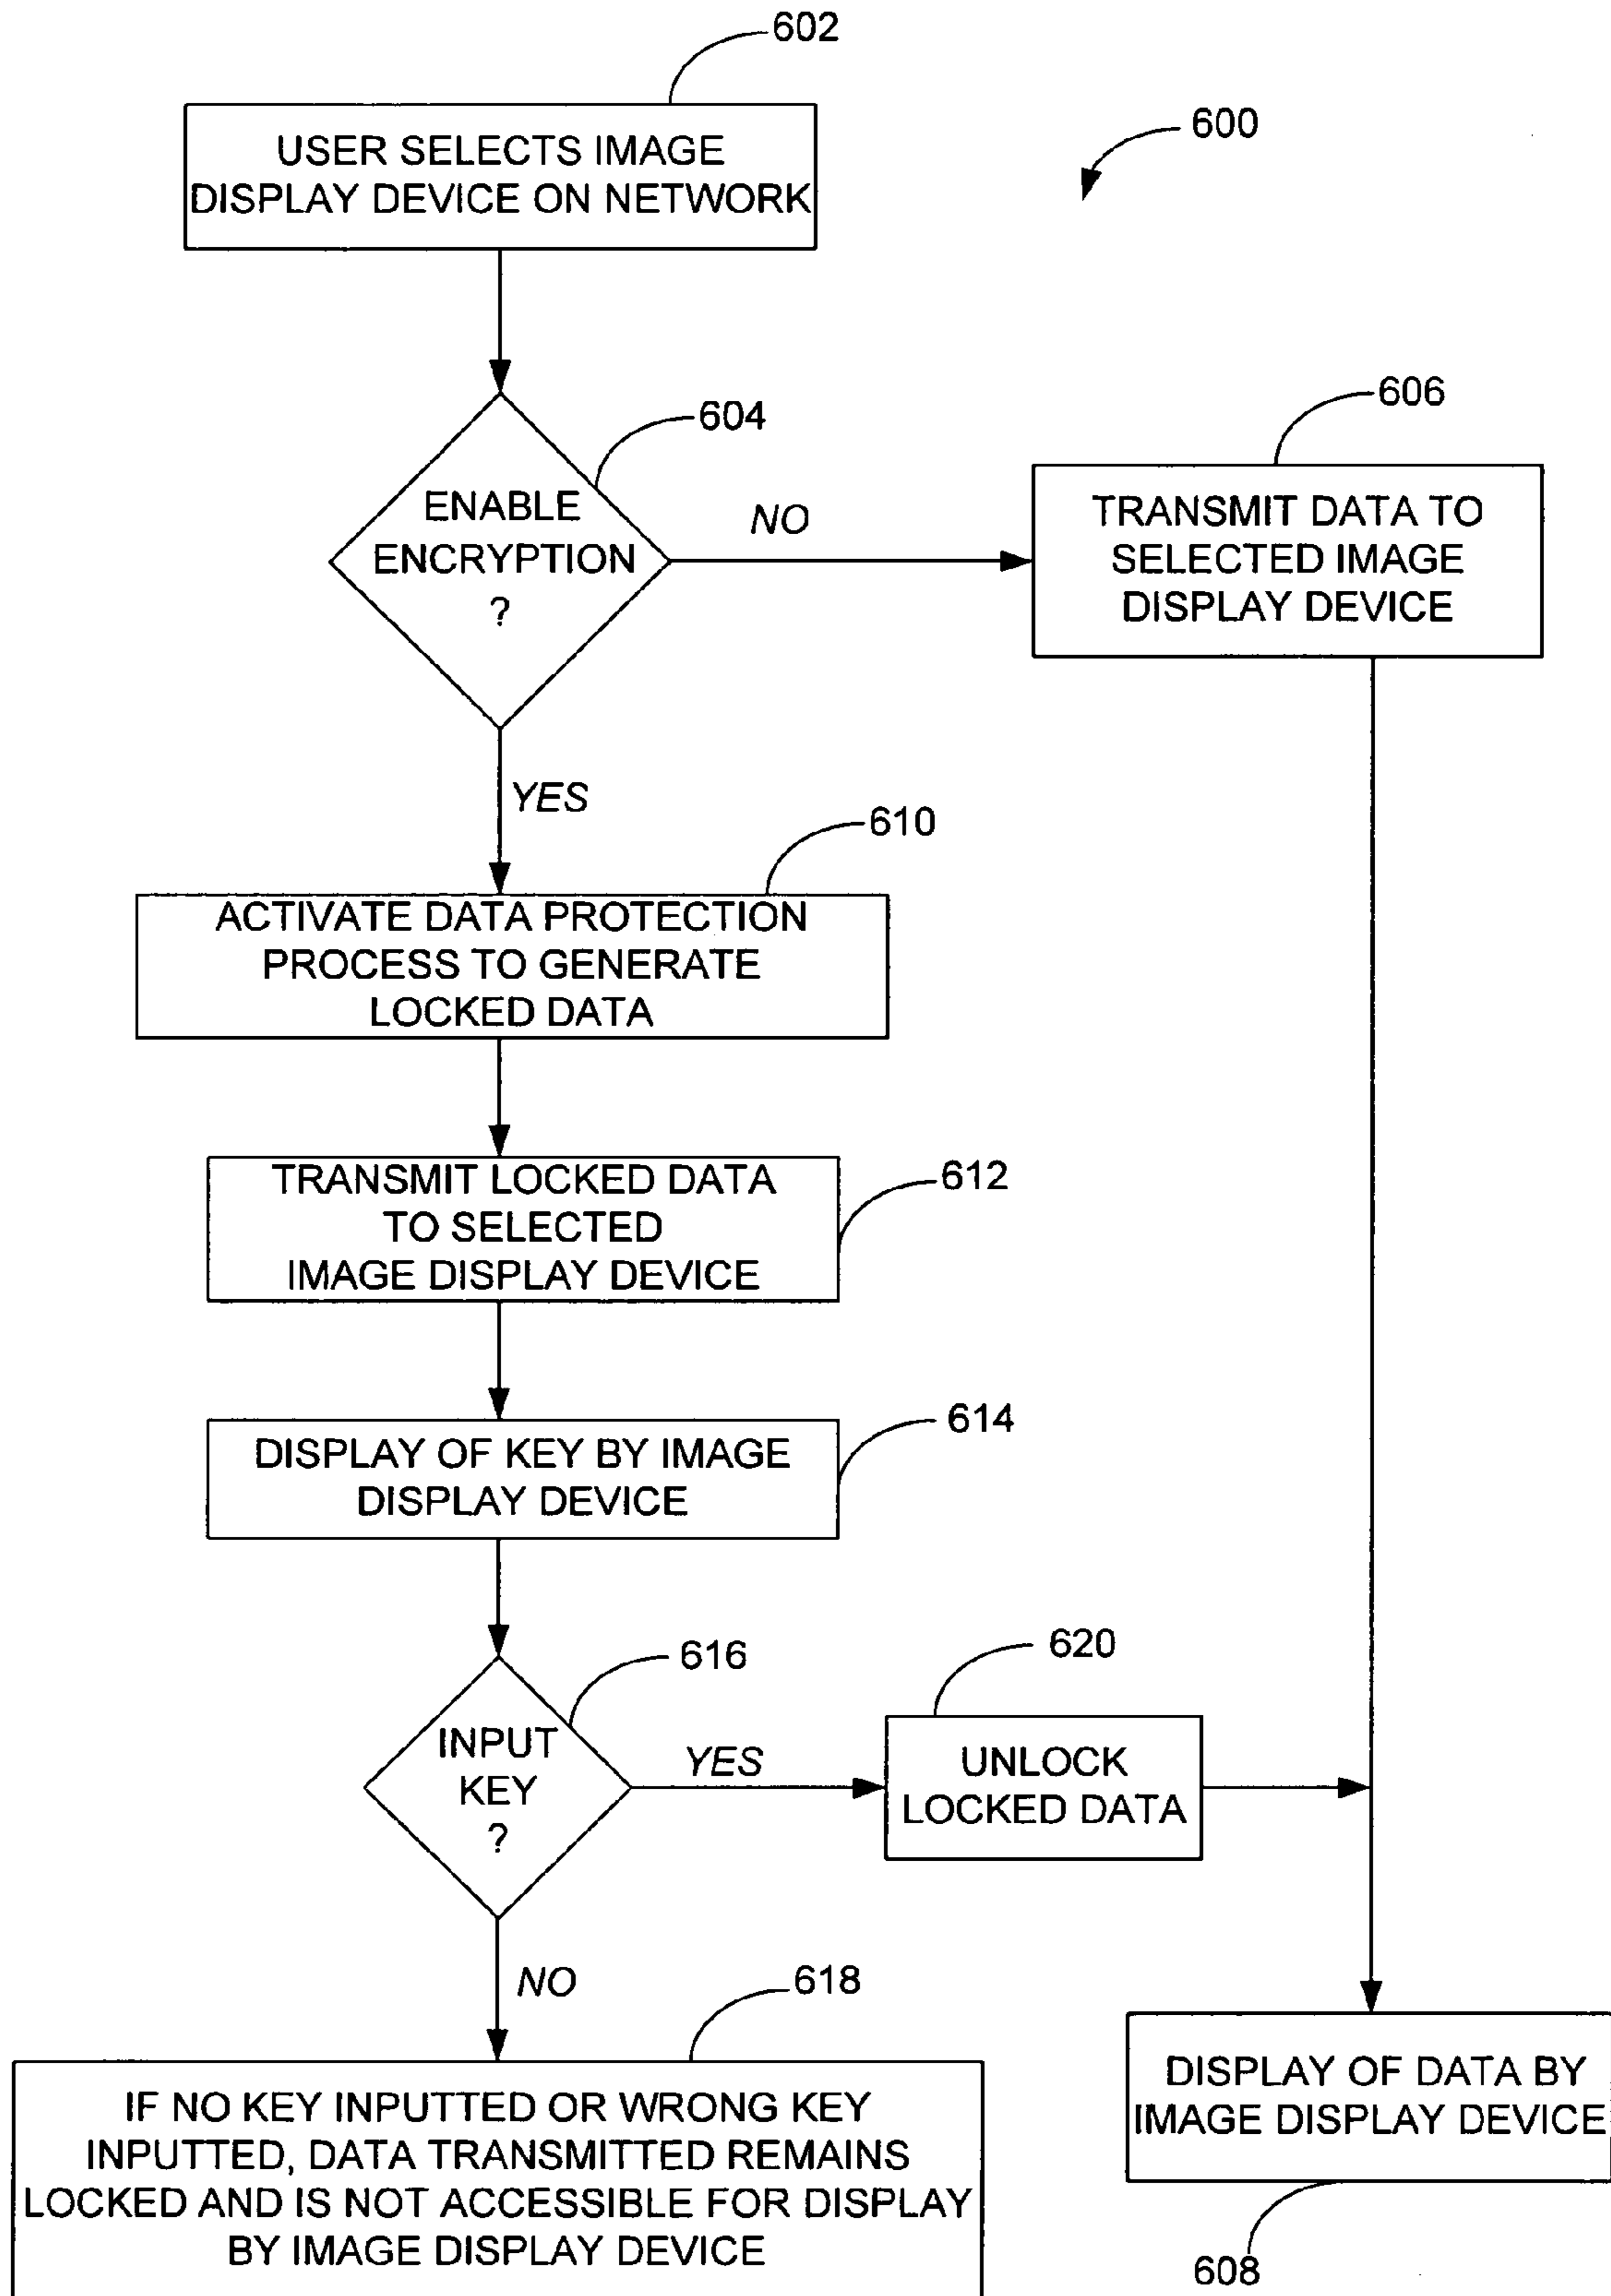 602
USER SELECTS IMAGE
DISPLAY DEVICE ON NETWORK
600
604
ENABLE
ENCRYPTION
?
NO
606
TRANSMIT DATA TO
SELECTED IMAGE
DISPLAY DEVICE
YES
610
ACTIVATE DATA PROTECTION
PROCESS TO GENERATE
LOCKED DATA
TRANSMIT LOCKED DATA
TO SELECTED
IMAGE DISPLAY DEVICE
612
614
DISPLAY OF KEY BY IMAGE
DISPLAY DEVICE
616
INPUT
KEY
?
YES
620
UNLOCK
LOCKED DATA
NO
618
IF NO KEY INPUTTED OR WRONG KEY
INPUTTED, DATA TRANSMITTED REMAINS
LOCKED AND IS NOT ACCESSIBLE FOR DISPLAY
BY IMAGE DISPLAY DEVICE
DISPLAY OF DATA BY
IMAGE DISPLAY DEVICE
608